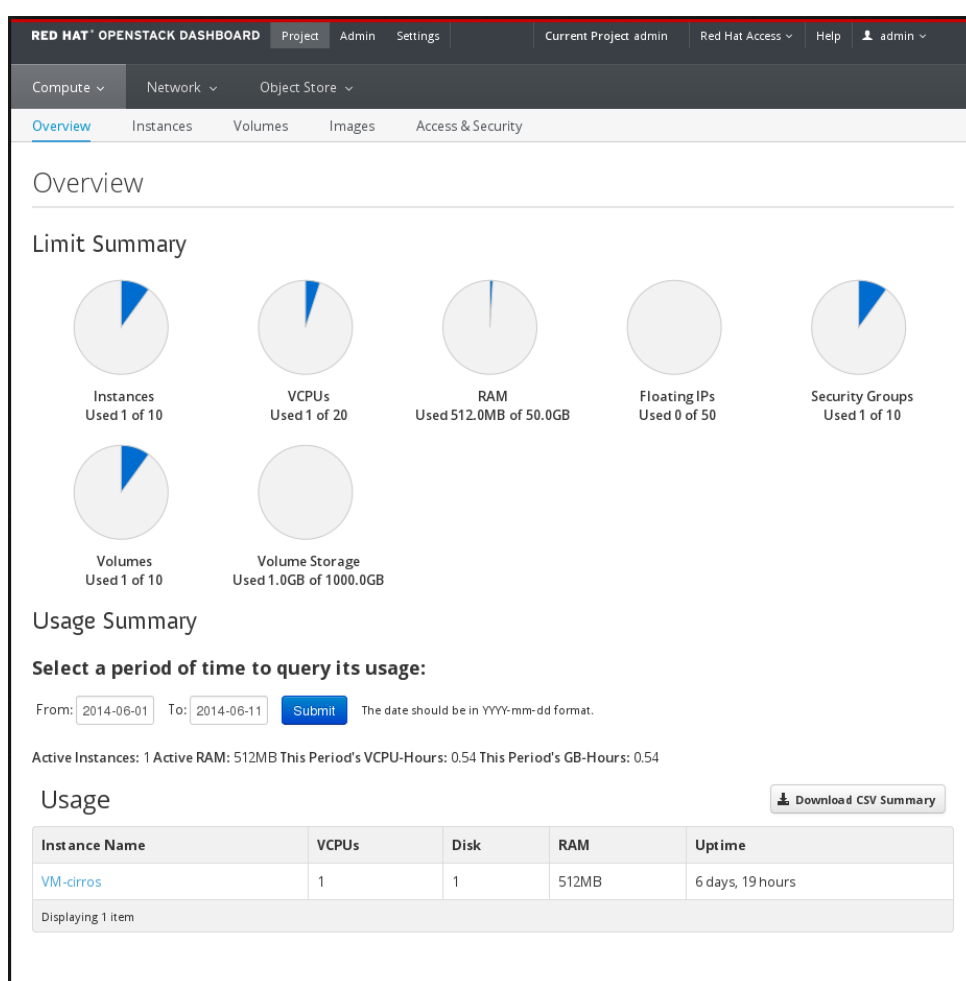 RED HAT® OPENSTACK DASHBOARD Project Admin Settings Current Project admin Red Hat Access Help admin
Compute Network Object Store
Overview Instances Volumes Images Access & Security
Overview
Limit Summary
Instances VCPUs RAM Floating IPs Security Groups
Used 1 of 10 Used 1 of 20 Used 512.0MB of 50.0GB Used 0 of 50 Used 1 of 10
Volumes Volume Storage
Used 1 of 10 Used 1.0GB of 1000.0GB
Usage Summary
Select a period of time to query its usage:
From: 2014-06-01 To: 2014-06-11 Submit The date should be in YYYY-mm-dd format.
Active Instances: 1 Active RAM: 512MB This Period's VCPU-Hours: 0.54 This Period's GB-Hours: 0.54
Usage Download CSV Summary
Instance Name VCPUs Disk RAM Uptime
VM-cirros 1 1 512MB 6 days, 19 hours
Displaying 1 item